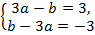 3a − b = 3,
b − 3a = −3